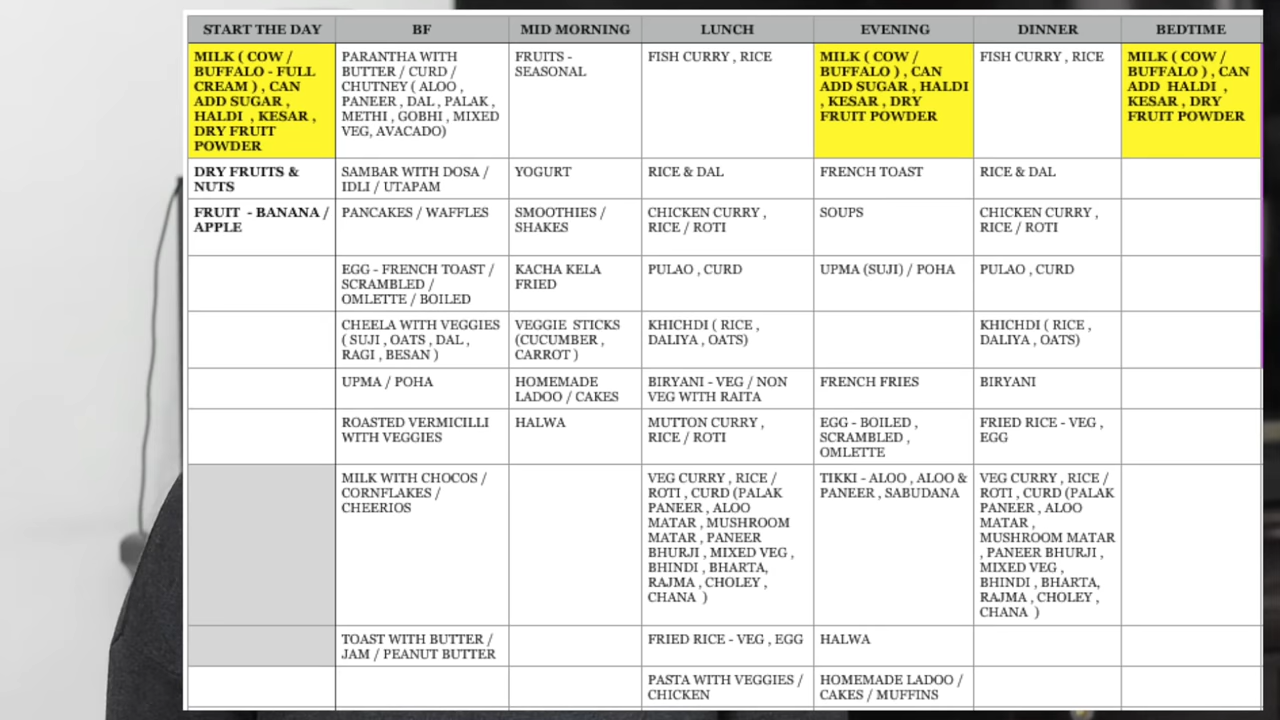 START THE DAY
BF
MID MORNING
LUNCH
EVENING
DINNER
BEDTIME
MILK ( COW /
BUFFALO - FULL
CREAM ) , CAN
ADD SUGAR ,
HALDI , KESAR ,
DRY FRUIT
POWDER
PARANTHA WITH
BUTTER / CURD /
CHUTNEY ( ALOO ,
PANEER , DAL , PALAK ,
METHI , GOBHI , MIXED
VEG, AVACADO)
FRUITS -
SEASONAL
FISH CURRY , RICE
MILK ( COW /
BUFFALO ) , CAN
ADD SUGAR , HALDI
, KESAR , DRY
FRUIT POWDER
FISH CURRY , RICE
MILK ( COW /
BUFFALO ) , CAN
ADD HALDI ,
KESAR , DRY
FRUIT POWDER
DRY FRUITS &
NUTS
SAMBAR WITH DOSA /
IDLI / UTAPAM
YOGURT
RICE & DAL
FRENCH TOAST
RICE & DAL
FRUIT - BANANA /
APPLE
PANCAKES / WAFFLES
SMOOTHIES /
SHAKES
CHICKEN CURRY ,
RICE / ROTI
SOUPS
CHICKEN CURRY ,
RICE / ROTI
EGG - FRENCH TOAST /
SCRAMBLED /
OMLETTE / BOILED
KACHA KELA
FRIED
PULAO , CURD
UPMA (SUJI) / POHA
PULAO , CURD
CHEELA WITH VEGGIES
( SUJI , OATS , DAL ,
RAGI , BESAN )
VEGGIE STICKS
(CUCUMBER ,
CARROT )
KHICHDI ( RICE ,
DALIYA , OATS)
KHICHDI ( RICE ,
DALIYA , OATS)
UPMA / POHA
HOMEMADE
LADOO / CAKES
BIRYANI - VEG / NON
VEG WITH RAITA
FRENCH FRIES
BIRYANI
ROASTED VERMICILLI
WITH VEGGIES
HALWA
MUTTON CURRY ,
RICE / ROTI
EGG - BOILED ,
SCRAMBLED ,
OMLETTE
FRIED RICE - VEG ,
EGG
MILK WITH CHOCOS /
CORNFLAKES /
CHEERIOS
VEG CURRY , RICE /
ROTI , CURD (PALAK
PANEER , ALOO
MATAR , MUSHROOM
MATAR , PANEER
BHURJI , MIXED VEG ,
BHINDI , BHARTA,
RAJMA , CHOLEY ,
CHANA )
TIKKI - ALOO , ALOO &
PANEER , SABUDANA
VEG CURRY , RICE /
ROTI , CURD (PALAK
PANEER , ALOO
MATAR ,
MUSHROOM MATAR
, PANEER BHURJI ,
MIXED VEG ,
BHINDI , BHARTA,
RAJMA , CHOLEY ,
CHANA )
TOAST WITH BUTTER /
JAM / PEANUT BUTTER
FRIED RICE - VEG , EGG
HALWA
PASTA WITH VEGGIES /
CHICKEN
HOMEMADE LADOO /
CAKES / MUFFINS